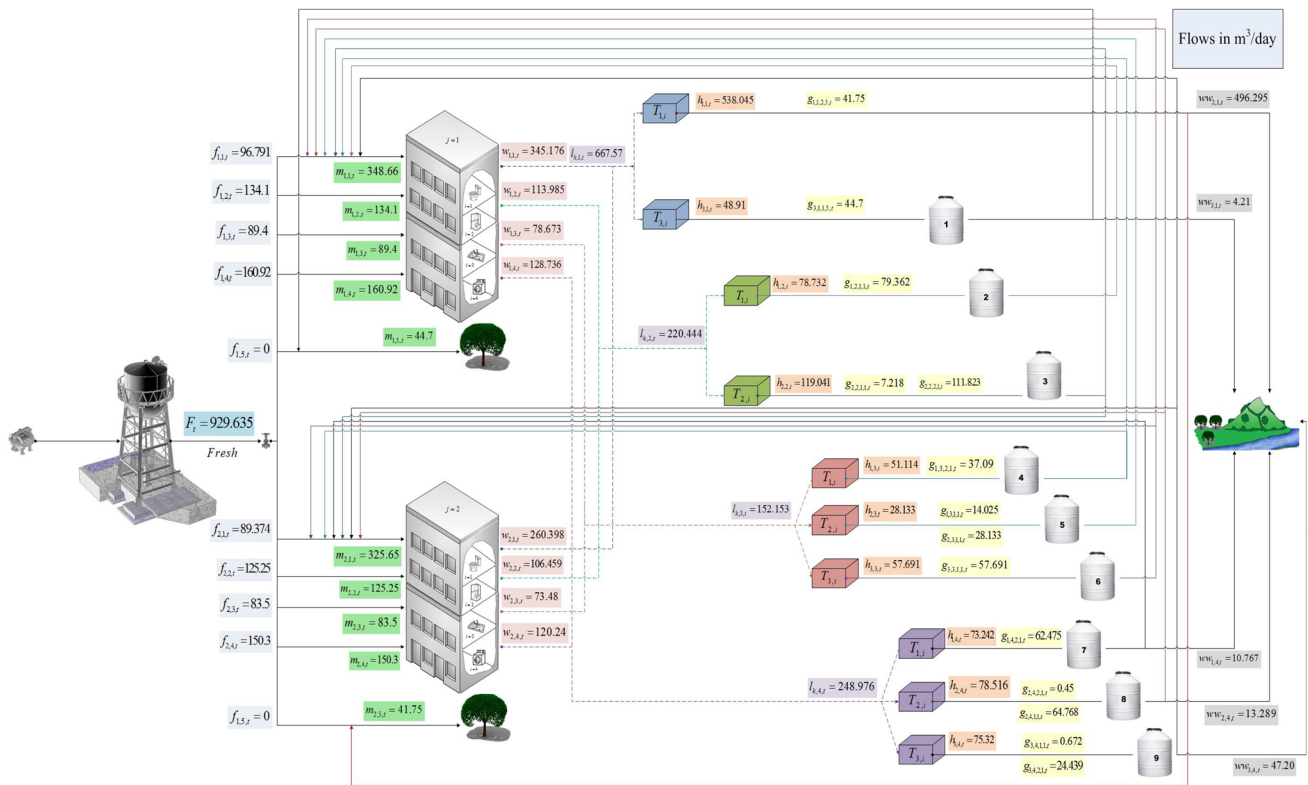 Flows in m³/day
h₁,₁,ₜ = 538.045
g₁,₁,₂,₅,ₜ = 41.75
ww₂,₁,ₜ = 496.295
T₁,ᵢ
j=1
f₁,₁,ₜ = 96.791
w₁,₁,ₜ = 345.176
lₖ,₁,ₜ = 667.57
m₁,₁,ₜ = 348.66
f₁,₂,ₜ = 134.1
w₁,₂,ₜ = 113.985
m₁,₂,ₜ = 134.1
h₃,₁,ₜ = 48.91
g₃,₁,₁,₅,ₜ = 44.7
ww₃,₁,ₜ = 4.21
T₃,ᵢ
1
f₁,₃,ₜ = 89.4
w₁,₃,ₜ = 78.673
m₁,₃,ₜ = 89.4
f₁,₄,ₜ = 160.92
w₁,₄,ₜ = 128.736
m₁,₄,ₜ = 160.92
h₁,₂,ₜ = 78.732
g₁,₂,₁,₁,ₜ = 79.362
T₁,ᵢ
2
lₖ,₂,ₜ = 220.444
m₁,₅,ₜ = 44.7
f₁,₅,ₜ = 0
h₂,₂,ₜ = 119.041
g₂,₂,₁,₁,ₜ = 7.218
g₂,₂,₂,₁,ₜ = 111.823
T₂,ᵢ
3
Fₜ = 929.635
Fresh
h₁,₃,ₜ = 51.114
g₁,₃,₂,₁,ₜ = 37.09
T₁,ᵢ
4
lₖ,₃,ₜ = 152.153
h₂,₃,ₜ = 28.133
g₁,₃,₁,₁,ₜ = 14.025
T₂,ᵢ
5
g₂,₃,₁,₁,ₜ = 28.133
j=2
f₂,₁,ₜ = 89.374
w₂,₁,ₜ = 260.398
m₂,₁,ₜ = 325.65
h₃,₃,ₜ = 57.691
g₃,₃,₁,₁,ₜ = 57.691
T₃,ᵢ
6
f₂,₂,ₜ = 125.25
w₂,₂,ₜ = 106.459
m₂,₂,ₜ = 125.25
f₂,₃,ₜ = 83.5
w₂,₃,ₜ = 73.48
m₂,₃,ₜ = 83.5
f₂,₄,ₜ = 150.3
w₂,₄,ₜ = 120.24
m₂,₄,ₜ = 150.3
h₁,₄,ₜ = 73.242
g₁,₄,₂,₁,ₜ = 62.475
T₁,ᵢ
7
ww₁,₄,ₜ = 10.767
lₖ,₄,ₜ = 248.976
h₂,₄,ₜ = 78.516
g₂,₄,₂,₁,ₜ = 0.45
T₂,ᵢ
8
g₂,₄,₁,₁,ₜ = 64.768
ww₂,₄,ₜ = 13.289
m₂,₅,ₜ = 41.75
f₁,₅,ₜ = 0
h₃,₄,ₜ = 75.32
g₃,₄,₁,₁,ₜ = 0.672
T₃,ᵢ
9
g₃,₄,₂,₁,ₜ = 24.439
ww₃,₄,ₜ = 47.20